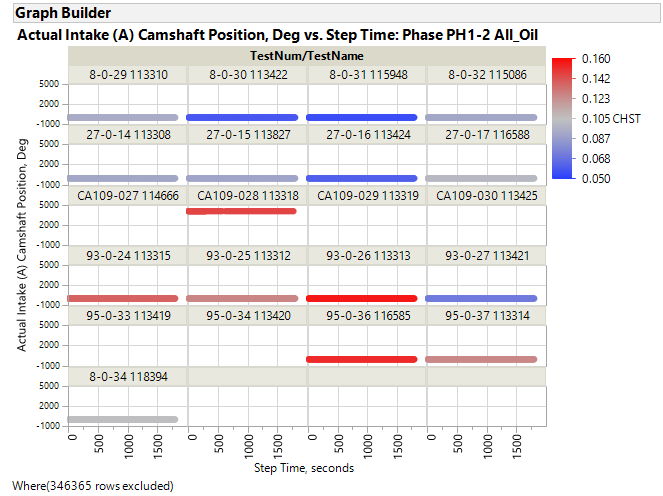 Graph Builder
Actual Intake (A) Camshaft Position, Deg vs. Step Time: Phase PH1-2 All_Oil
TestNum/TestName
8-0-29 113310 8-0-30 113422 8-0-31 115948 8-0-32 115086
5000
2000
-1000
27-0-14 113308 27-0-15 113827 27-0-16 113424 27-0-17 116588
5000
2000
-1000
CA109-027 114666 CA109-028 113318 CA109-029 113319 CA109-030 113425
5000
2000
-1000
93-0-24 113315 93-0-25 113312 93-0-26 113313 93-0-27 113421
5000
2000
-1000
95-0-33 113419 95-0-34 113420 95-0-36 116585 95-0-37 113314
5000
2000
-1000
8-0-34 118394
5000
2000
-1000
0 500 1000 1500 0 500 1000 1500 0 500 1000 1500 0 500 1000 1500
Step Time, seconds
Actual Intake (A) Camshaft Position, Deg
0.160
0.142
0.123
0.105 CHST
0.087
0.068
0.050
Where(346365 rows excluded)